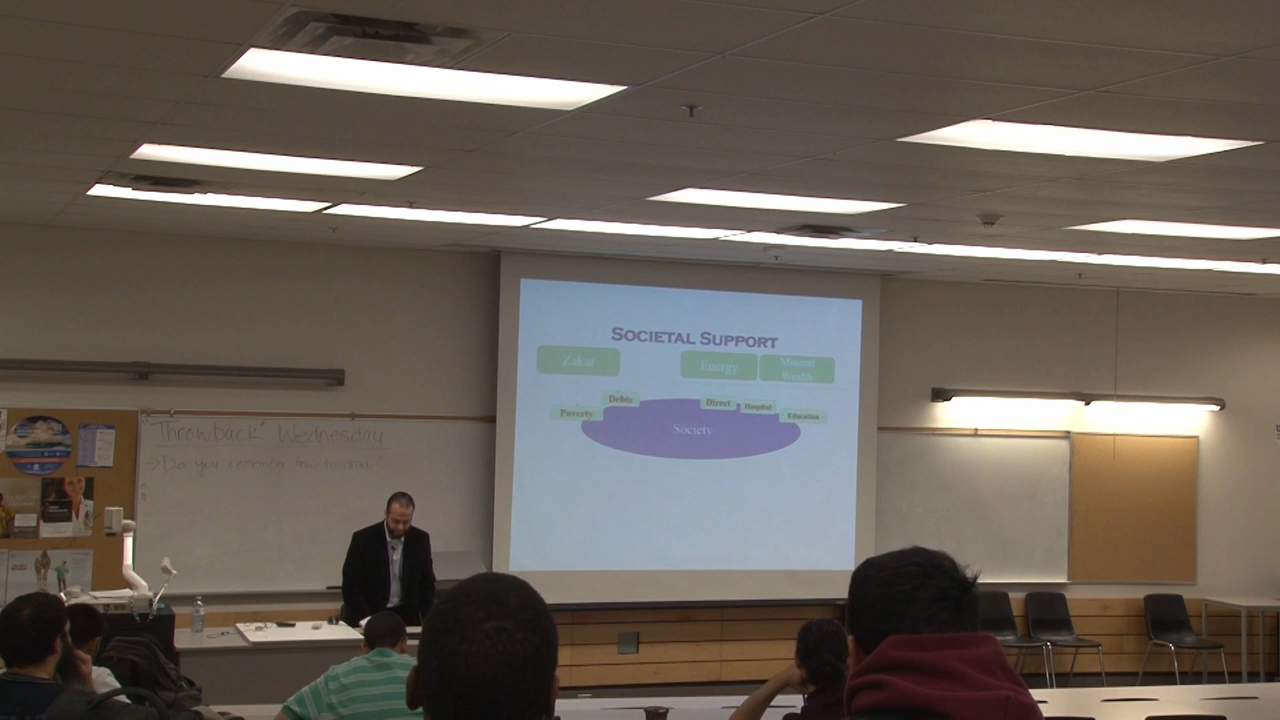 SOCIETAL SUPPORT
Zakat
Energy
Mineral
Wealth
Debts
Poverty
Direct
Hospital
Education
Society
"Throwback" Wednesday
→ Do you remember how to draw?